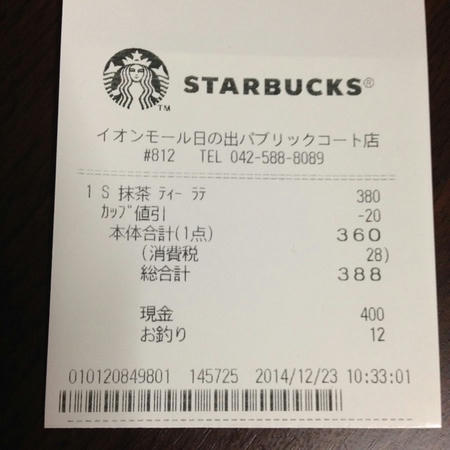 STARBUCKS®
TM
イオンモール日の出パブリックコート店
#812 TEL 042-588-8089
1 S 抹茶 ティー ラテ 380
カップ値引 -20
本体合計(1点) 360
(消費税 28)
総合計 388
現金 400
お釣り 12
010120849801 145725 2014/12/23 10:33:01